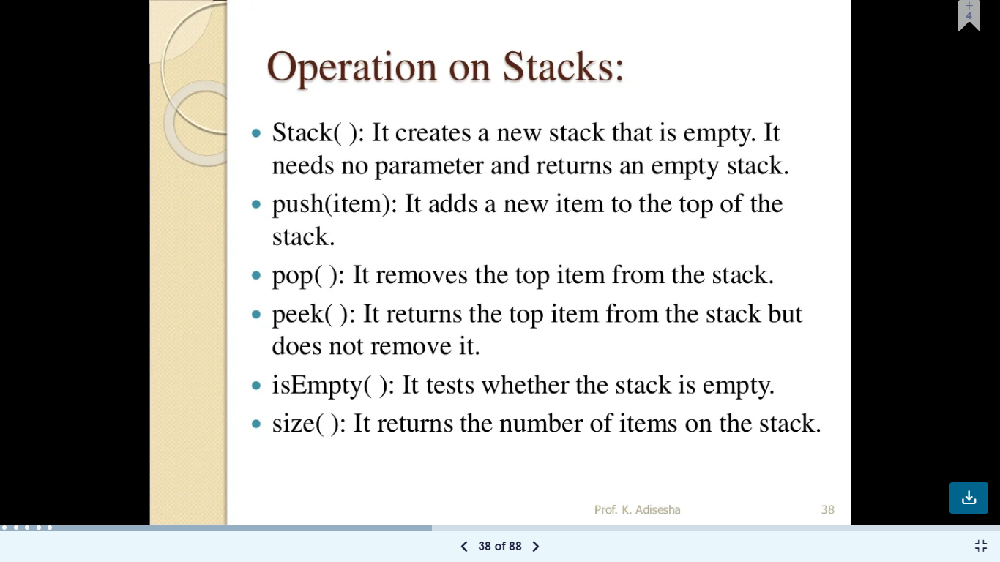 +
4
Operation on Stacks:
• Stack( ): It creates a new stack that is empty. It
needs no parameter and returns an empty stack.
• push(item): It adds a new item to the top of the
stack.
• pop( ): It removes the top item from the stack.
• peek( ): It returns the top item from the stack but
does not remove it.
• isEmpty( ): It tests whether the stack is empty.
• size( ): It returns the number of items on the stack.
Prof. K. Adisesha 38
38 of 88